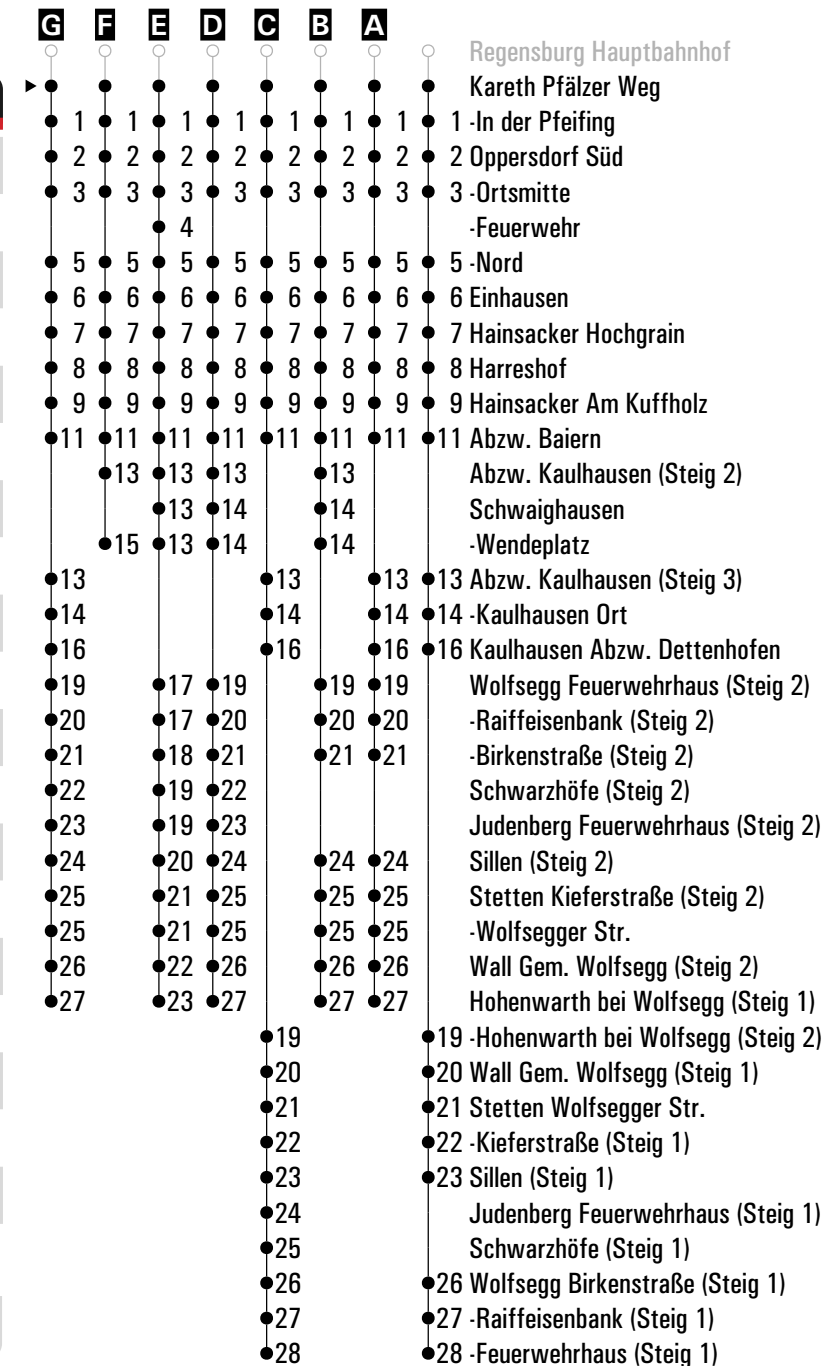 G F E D C B A
Regensburg Hauptbahnhof
Kareth Pfälzer Weg
1 1 1 1 1 1 1 1 -In der Pfeifing
2 2 2 2 2 2 2 2 Oppersdorf Süd
3 3 3 3 3 3 3 3 -Ortsmitte
4 -Feuerwehr
5 5 5 5 5 5 5 5 -Nord
6 6 6 6 6 6 6 6 Einhausen
7 7 7 7 7 7 7 7 Hainsacker Hochgrain
8 8 8 8 8 8 8 8 Harreshof
9 9 9 9 9 9 9 9 Hainsacker Am Kuffholz
11 11 11 11 11 11 11 11 Abzw. Baiern
13 13 13 13 Abzw. Kaulhausen (Steig 2)
13 14 14 Schwaighausen
15 13 14 14 -Wendeplatz
13 13 13 13 Abzw. Kaulhausen (Steig 3)
14 14 14 14 -Kaulhausen Ort
16 16 16 16 Kaulhausen Abzw. Dettenhofen
19 17 19 19 19 Wolfsegg Feuerwehrhaus (Steig 2)
20 17 20 20 20 -Raiffeisenbank (Steig 2)
21 18 21 21 21 -Birkenstraße (Steig 2)
22 19 22 Schwarzhöfe (Steig 2)
23 19 23 Judenberg Feuerwehrhaus (Steig 2)
24 20 24 24 24 Sillen (Steig 2)
25 21 25 25 25 Stetten Kieferstraße (Steig 2)
25 21 25 25 25 -Wolfsegger Str.
26 22 26 26 26 Wall Gem. Wolfsegg (Steig 2)
27 23 27 27 27 Hohenwarth bei Wolfsegg (Steig 1)
19 19 -Hohenwarth bei Wolfsegg (Steig 2)
20 20 Wall Gem. Wolfsegg (Steig 1)
21 21 Stetten Wolfsegger Str.
22 22 -Kieferstraße (Steig 1)
23 23 Sillen (Steig 1)
24 Judenberg Feuerwehrhaus (Steig 1)
25 Schwarzhöfe (Steig 1)
26 26 Wolfsegg Birkenstraße (Steig 1)
27 27 -Raiffeisenbank (Steig 1)
28 28 -Feuerwehrhaus (Steig 1)